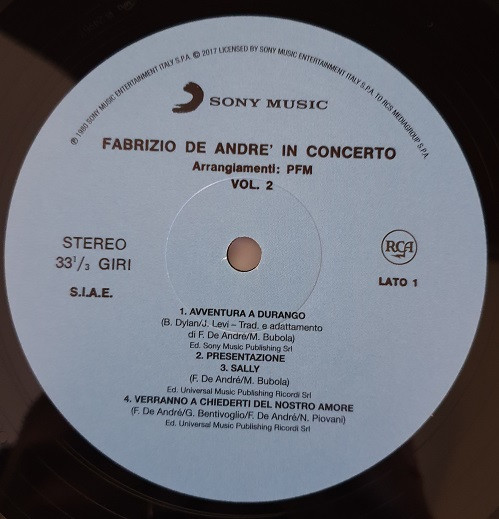 ℗ 1980 SONY MUSIC ENTERTAINMENT ITALY S.P.A. © 2017 LICENSED BY SONY MUSIC ENTERTAINMENT ITALY S.P.A. TO RCS MEDIAGROUP S.P.A.
SONY MUSIC
FABRIZIO DE ANDRE' IN CONCERTO
Arrangiamenti: PFM
VOL. 2
STEREO
33¹/₃ GIRI
S.I.A.E.
RCA
LATO 1
1. AVVENTURA A DURANGO
(B. Dylan/J. Levi – Trad. e adattamento
di F. De André/M. Bubola)
Ed. Sony Music Publishing Srl
2. PRESENTAZIONE
3. SALLY
(F. De André/M. Bubola)
Ed. Universal Music Publishing Ricordi Srl
4. VERRANNO A CHIEDERTI DEL NOSTRO AMORE
(F. De André/G. Bentivoglio/F. De André/N. Piovani)
Ed. Universal Music Publishing Ricordi Srl